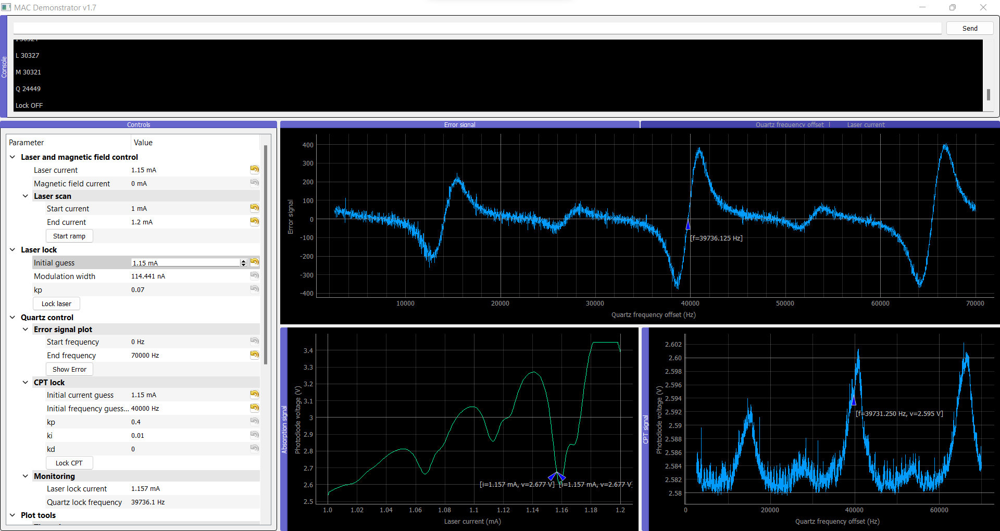 MAC Demonstrator v1.7
Send
Console
L 30327
M 30321
Q 24449
Lock OFF
Controls
Parameter Value
Laser and magnetic field control
Laser current 1.15 mA
Magnetic field current 0 mA
Laser scan
Start current 1 mA
End current 1.2 mA
Start ramp
Laser lock
Initial guess 1.15 mA
Modulation width 114.441 nA
kp 0.07
Lock laser
Quartz control
Error signal plot
Start frequency 0 Hz
End frequency 70000 Hz
Show Error
CPT lock
Initial current guess 1.15 mA
Initial frequency guess... 40000 Hz
kp 0.4
ki 0.01
kd 0
Lock CPT
Monitoring
Laser lock current 1.157 mA
Quartz lock frequency 39736.1 Hz
Plot tools
Error signal
Quartz frequency offset | Laser current
Error signal
400
300
200
100
0
-100
-200
-300
-400
[f=39736.125 Hz]
10000 20000 30000 40000 50000 60000 70000
Quartz frequency offset (Hz)
Absorption signal
Photodiode voltage (V)
3.4
3.3
3.2
3.1
3
2.9
2.8
2.7
2.6
2.5
[i=1.157 mA, v=2.677 V] [i=1.157 mA, v=2.677 V]
1.0 1.02 1.04 1.06 1.08 1.1 1.12 1.14 1.16 1.18 1.2
Laser current (mA)
CPT signal
Photodiode voltage (V)
2.602
2.60
2.598
2.596
2.594
2.592
2.59
2.588
2.586
2.584
2.582
2.58
[f=39731.250 Hz, v=2.595 V]
0 20000 40000 60000
Quartz frequency offset (Hz)